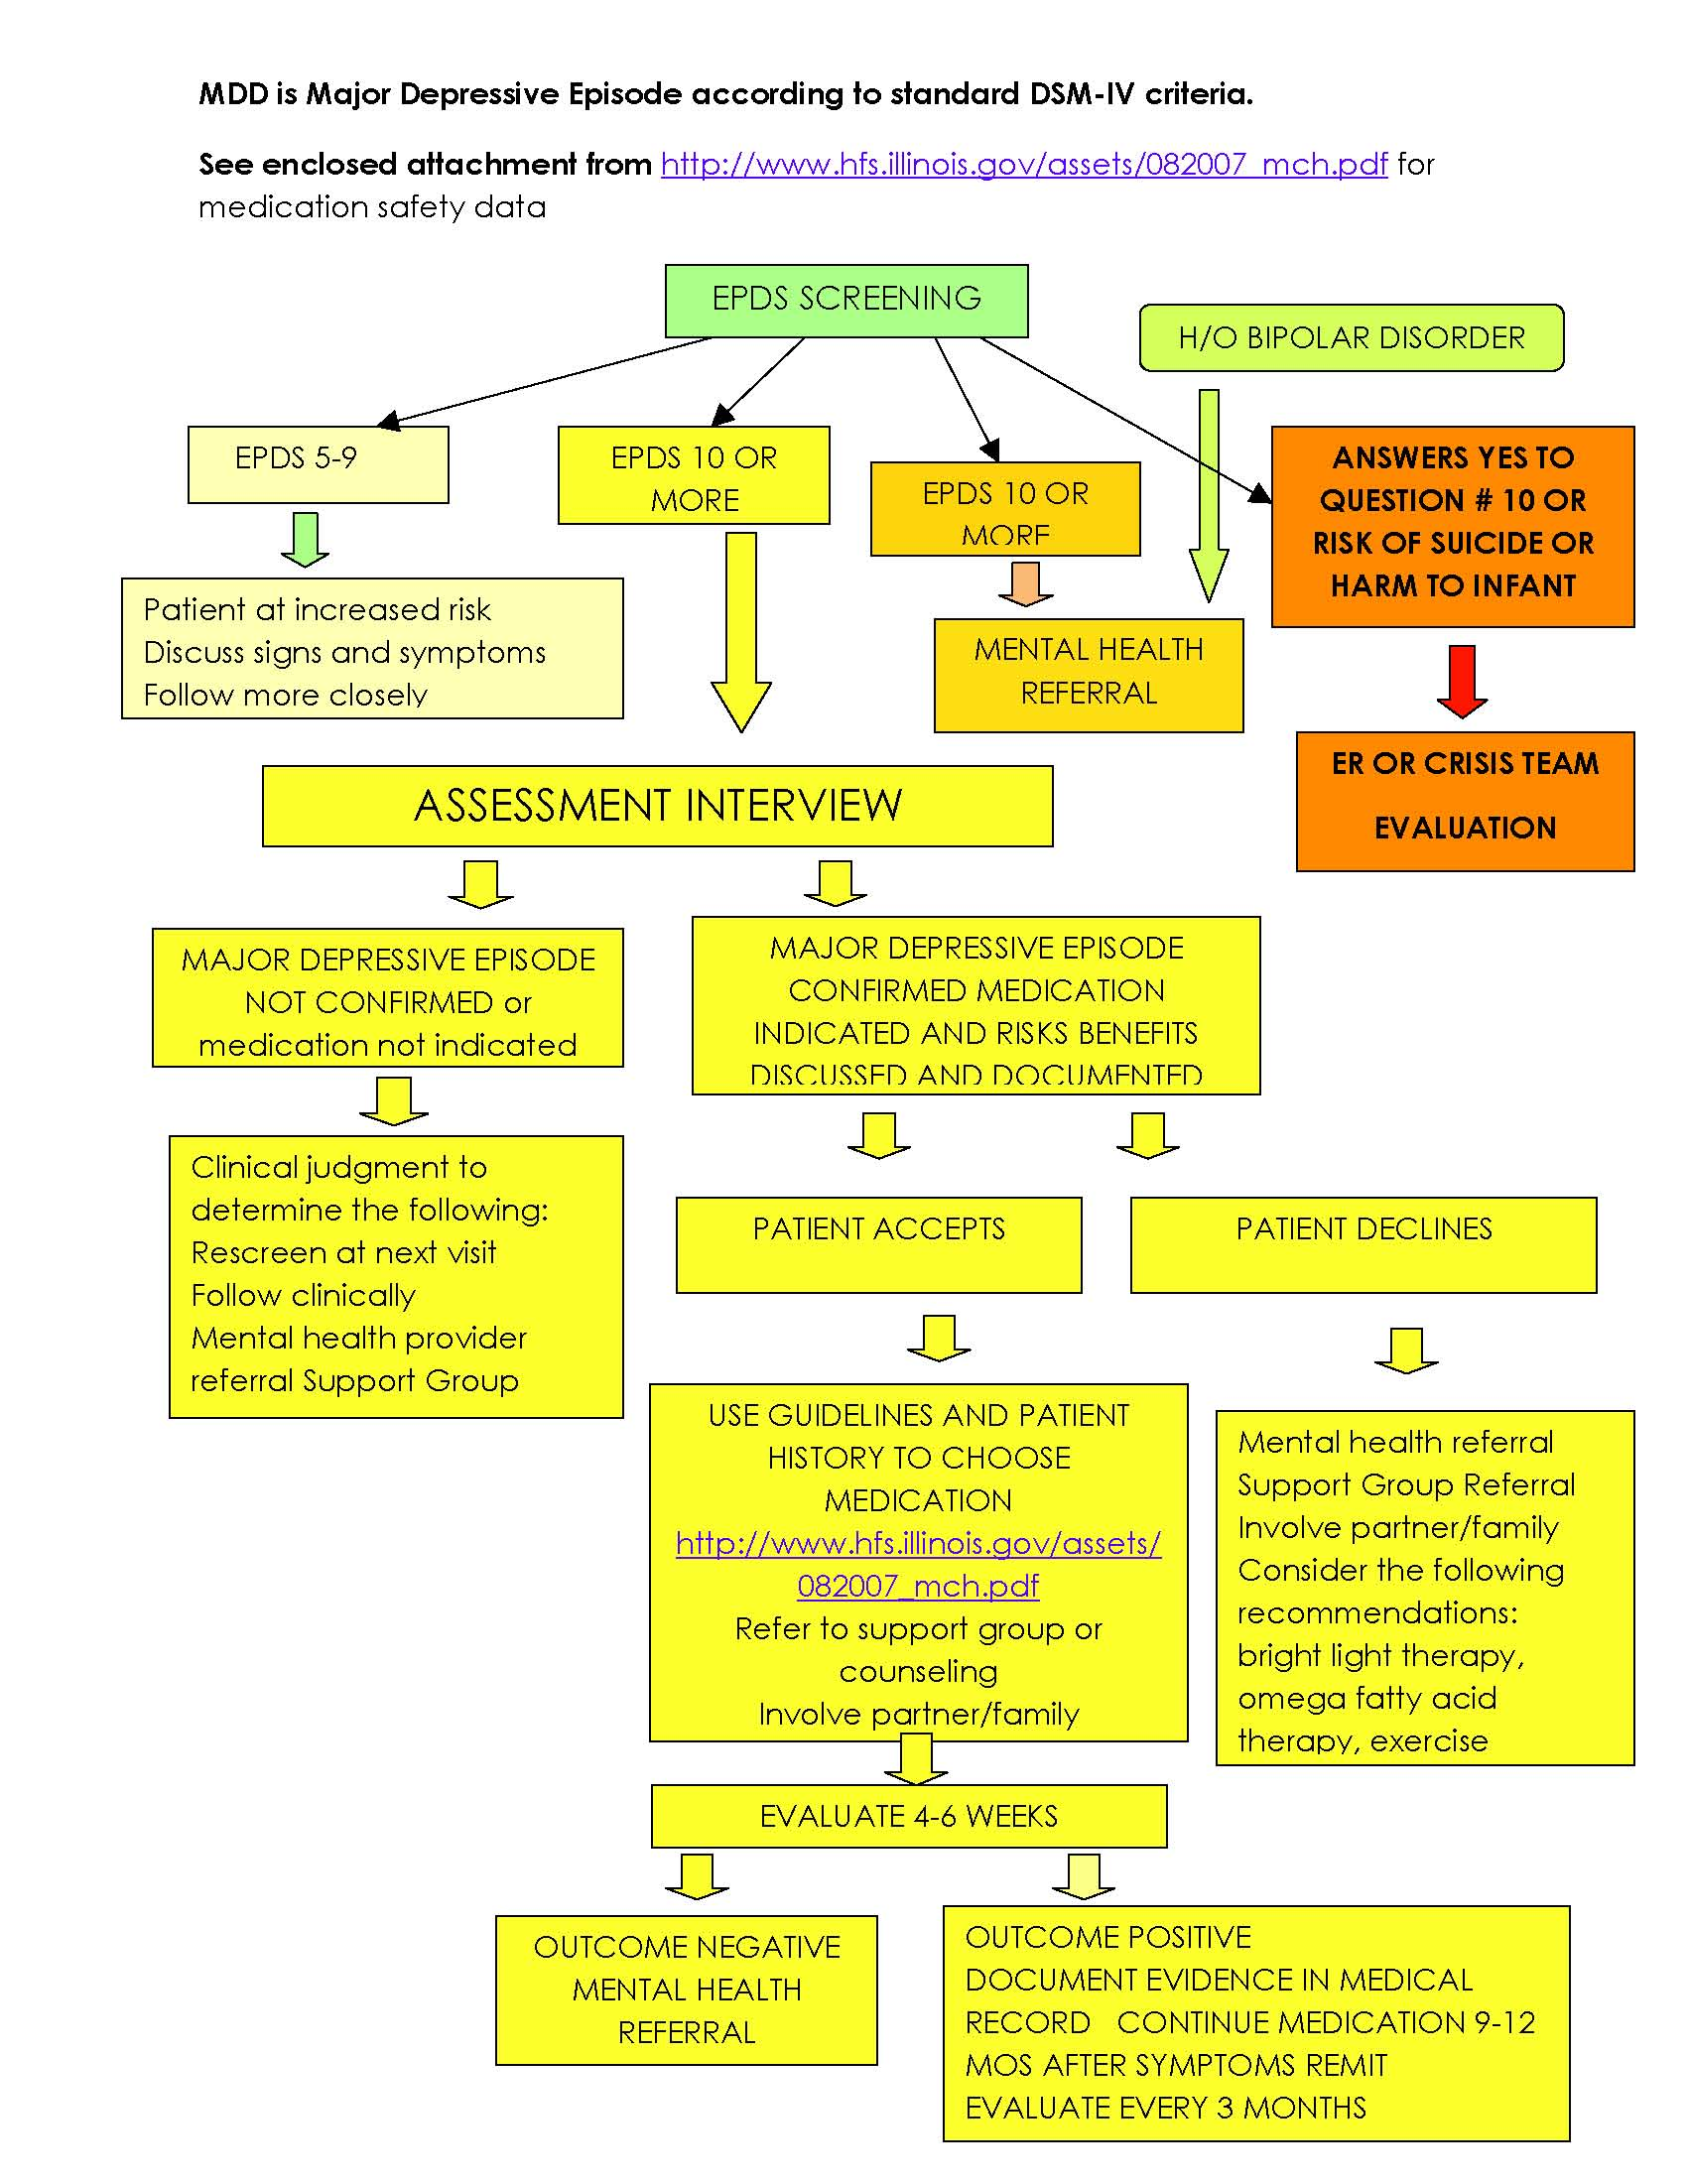 MDD is Major Depressive Episode according to standard DSM-IV criteria.
See enclosed attachment from http://www.hfs.illinois.gov/assets/082007_mch.pdf for
medication safety data
EPDS SCREENING
H/O BIPOLAR DISORDER
EPDS 5-9
EPDS 10 OR
MORE
EPDS 10 OR
MORE
ANSWERS YES TO
QUESTION # 10 OR
RISK OF SUICIDE OR
HARM TO INFANT
Patient at increased risk
Discuss signs and symptoms
Follow more closely
MENTAL HEALTH
REFERRAL
ER OR CRISIS TEAM
EVALUATION
ASSESSMENT INTERVIEW
MAJOR DEPRESSIVE EPISODE
NOT CONFIRMED or
medication not indicated
MAJOR DEPRESSIVE EPISODE
CONFIRMED MEDICATION
INDICATED AND RISKS BENEFITS
DISCUSSED AND DOCUMENTED
Clinical judgment to
determine the following:
Rescreen at next visit
Follow clinically
Mental health provider
referral Support Group
PATIENT ACCEPTS
PATIENT DECLINES
USE GUIDELINES AND PATIENT
HISTORY TO CHOOSE
MEDICATION
http://www.hfs.illinois.gov/assets/
082007_mch.pdf
Refer to support group or
counseling
Involve partner/family
Mental health referral
Support Group Referral
Involve partner/family
Consider the following
recommendations:
bright light therapy,
omega fatty acid
therapy, exercise
EVALUATE 4-6 WEEKS
OUTCOME NEGATIVE
MENTAL HEALTH
REFERRAL
OUTCOME POSITIVE
DOCUMENT EVIDENCE IN MEDICAL
RECORD   CONTINUE MEDICATION 9-12
MOS AFTER SYMPTOMS REMIT
EVALUATE EVERY 3 MONTHS